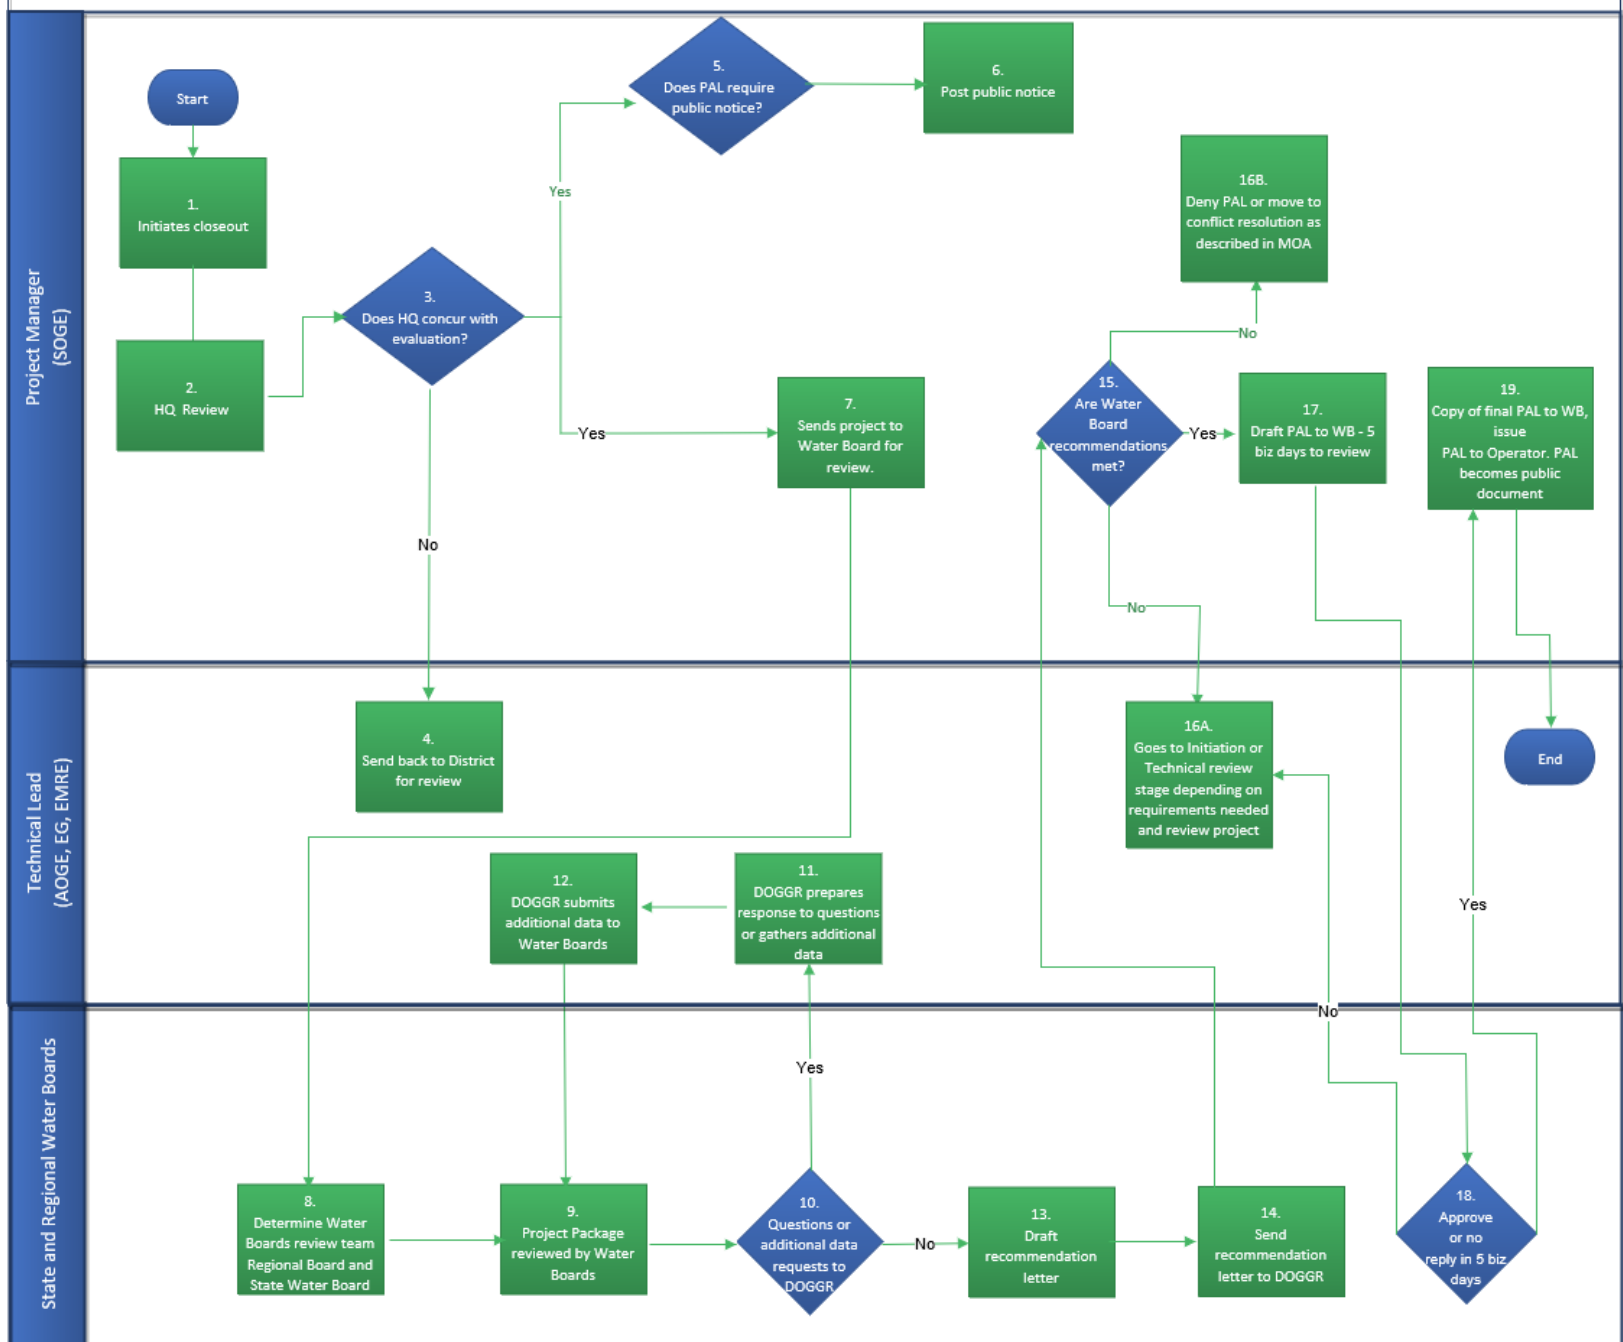 Project Manager
(SOGE)
Start
1.
Initiates closeout
2.
HQ Review
3.
Does HQ concur with
evaluation?
Yes
5.
Does PAL require
public notice?
6.
Post public notice
Yes
7.
Sends project to
Water Board for
review.
No
16B.
Deny PAL or move to
conflict resolution as
described in MOA
No
15.
Are Water
Board
recommendations
met?
Yes
17.
Draft PAL to WB - 5
biz days to review
19.
Copy of final PAL to WB,
issue
PAL to Operator. PAL
becomes public
document
No
Technical Lead
(AOGE, EG, EMRE)
4.
Send back to District
for review
12.
DOGGR submits
additional data to
Water Boards
11.
DOGGR prepares
response to questions
or gathers additional
data
16A.
Goes to Initiation or
Technical review
stage depending on
requirements needed
and review project
End
Yes
No
State and Regional Water Boards
Yes
8.
Determine Water
Boards review team
Regional Board and
State Water Board
9.
Project Package
reviewed by Water
Boards
10.
Questions or
additional data
requests to
DOGGR
No
13.
Draft
recommendation
letter
14.
Send
recommendation
letter to DOGGR
18.
Approve
or no
reply in 5 biz
days